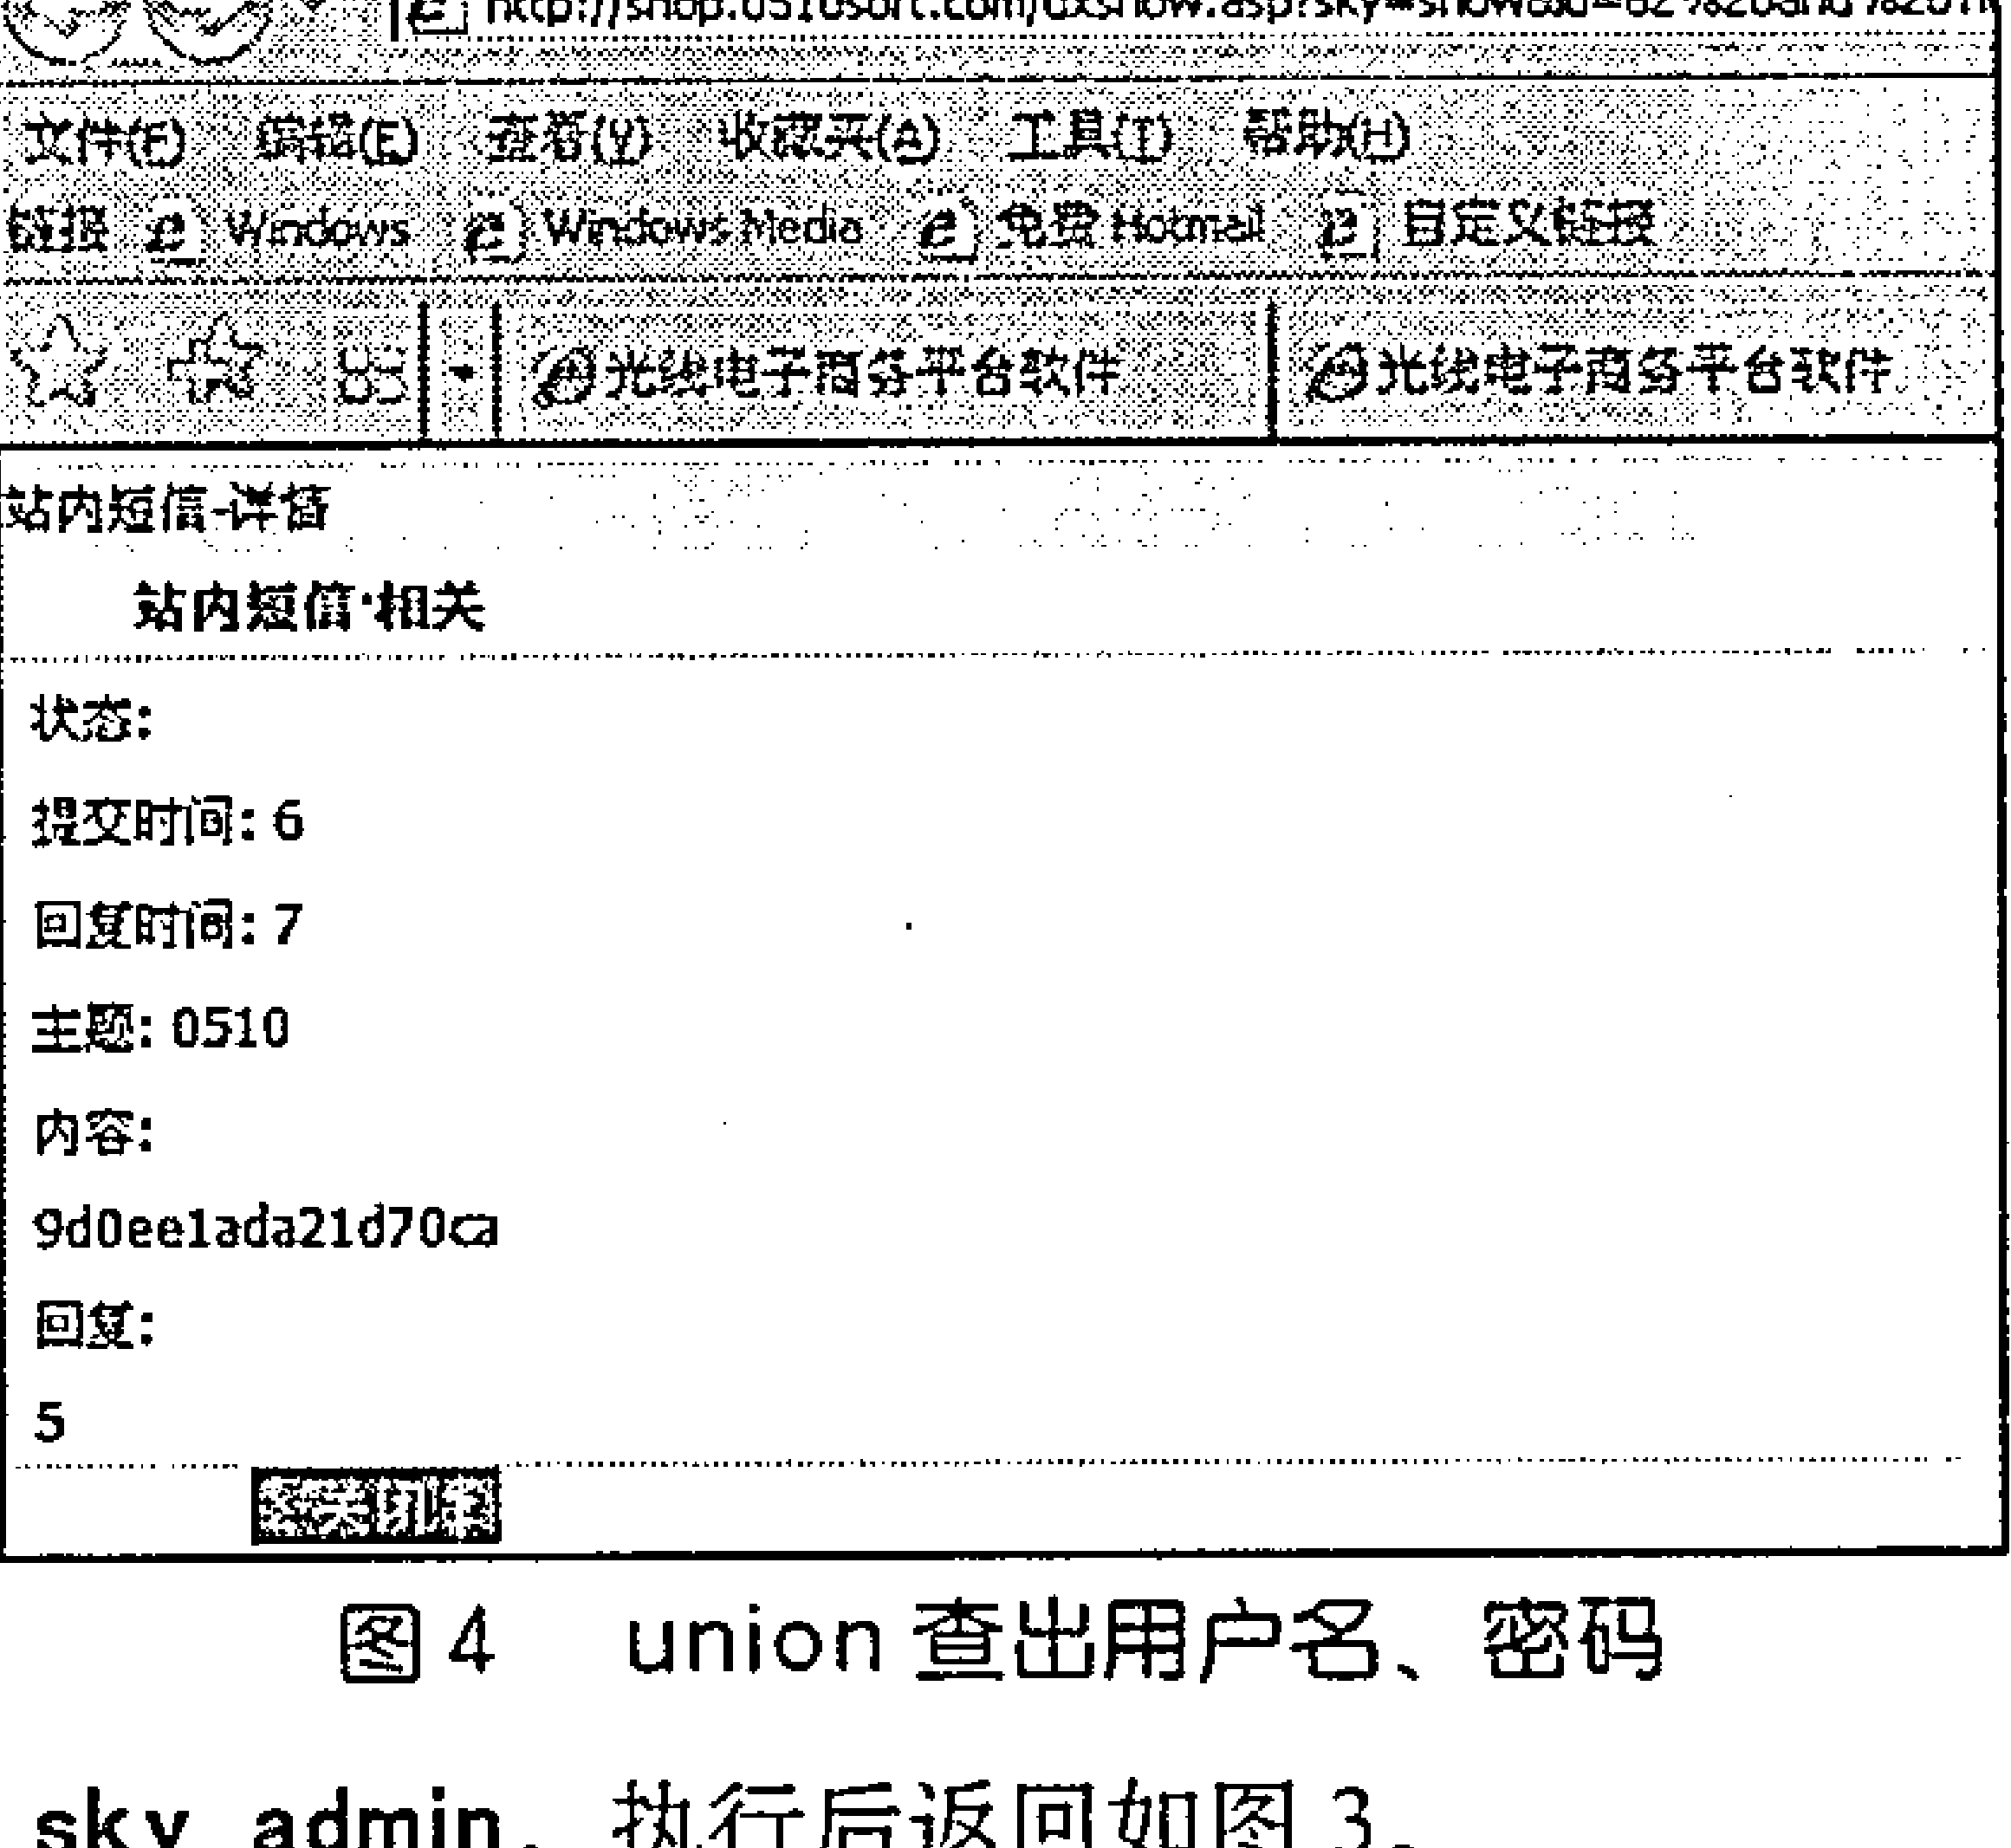 文件(F) 编辑(E) 查看(V) 收藏夹(A) 工具(T) 帮助(H)
链接 Windows Windows Media 免费 Hotmail 自定义链接
光线电子商务平台软件 光线电子商务平台软件
站内短信-详情
站内短信·相关
状态:
提交时间: 6
回复时间: 7
主题: 0510
内容:
9d0ee1ada21d70ca
回复:
5
图 4 union 查出用户名、密码
sky_admin，执行后返回如图 3。